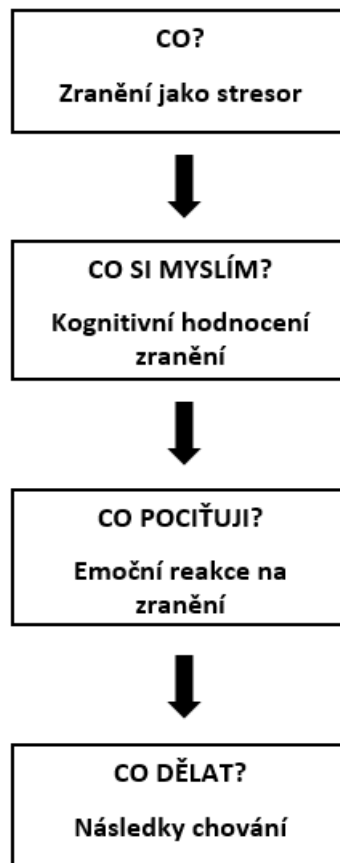 CO?
Zranění jako stresor
CO SI MYSLÍM?
Kognitivní hodnocení
zranění
CO POCIŤUJI?
Emoční reakce na
zranění
CO DĚLAT?
Následky chování